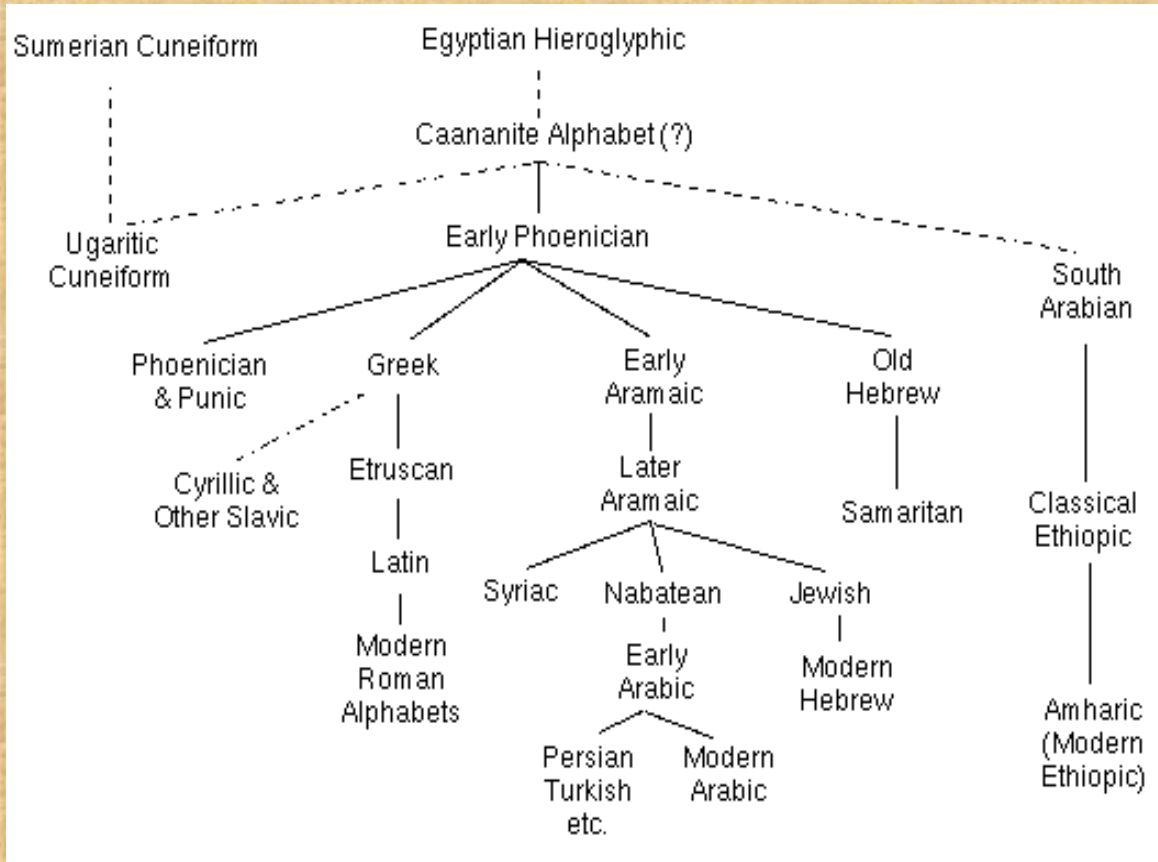 Sumerian Cuneiform
Egyptian Hieroglyphic
Caananite Alphabet (?)
Ugaritic
Cuneiform
Early Phoenician
South
Arabian
Phoenician
& Punic
Greek
Early
Aramaic
Old
Hebrew
Cyrillic &
Other Slavic
Etruscan
Later
Aramaic
Samaritan
Classical
Ethiopic
Latin
Syriac
Nabatean
Jewish
Modern
Roman
Alphabets
Early
Arabic
Modern
Hebrew
Amharic
(Modern
Ethiopic)
Persian
Turkish
etc.
Modern
Arabic